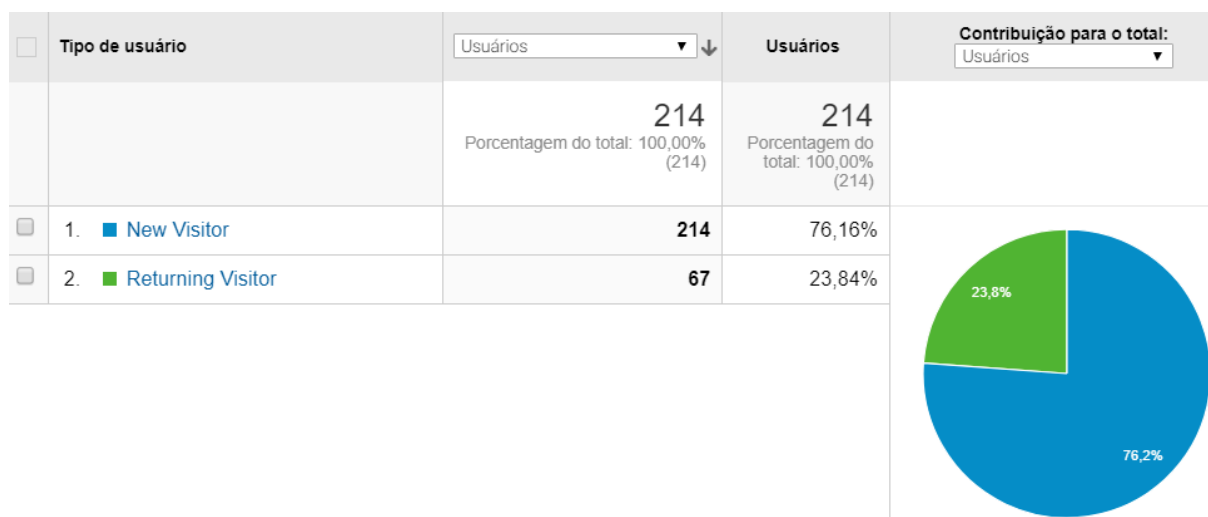 Tipo de usuário
Usuários
Usuários
Contribuição para o total:
Usuários
214
Porcentagem do total: 100,00%
(214)
214
Porcentagem do
total: 100,00%
(214)
1. New Visitor 214 76,16%
2. Returning Visitor 67 23,84%
23,8%
76,2%